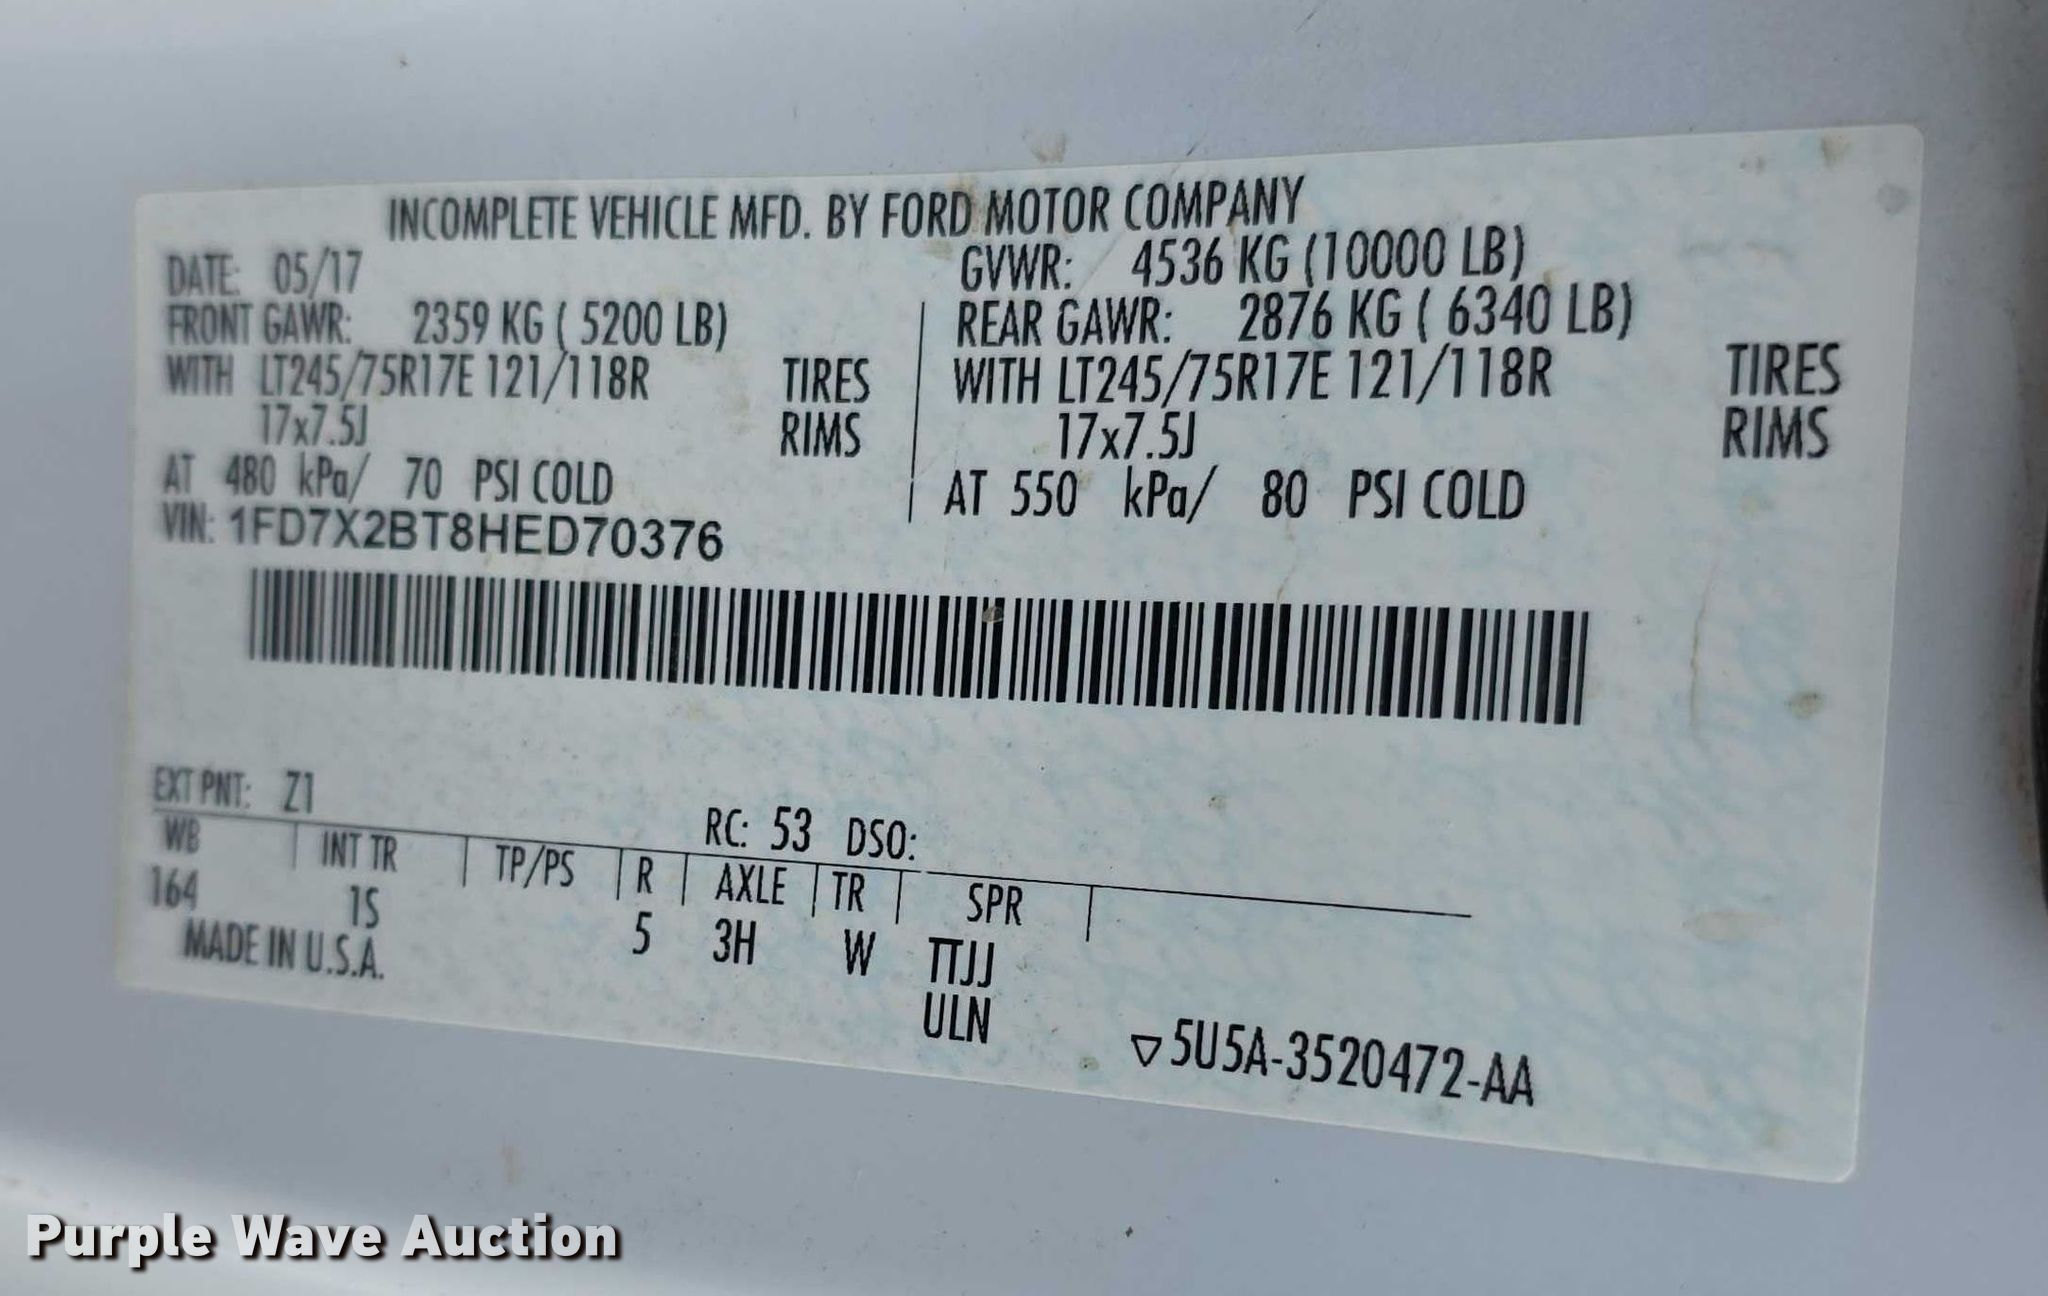 INCOMPLETE VEHICLE MFD. BY FORD MOTOR COMPANY
DATE: 05/17 GVWR: 4536 KG (10000 LB)
FRONT GAWR: 2359 KG ( 5200 LB) REAR GAWR: 2876 KG ( 6340 LB)
WITH LT245/75R17E 121/118R TIRES WITH LT245/75R17E 121/118R TIRES
17x7.5J RIMS 17x7.5J RIMS
AT 480 kPa/ 70 PSI COLD AT 550 kPa/ 80 PSI COLD
VIN: 1FD7X2BT8HED70376
EXT PNT: Z1 RC: 53 DSO:
WB INT TR TP/PS R AXLE TR SPR
164 1S 5 3H W TTJJ
MADE IN U.S.A. ULN
▽5U5A-3520472-AA
Purple Wave Auction